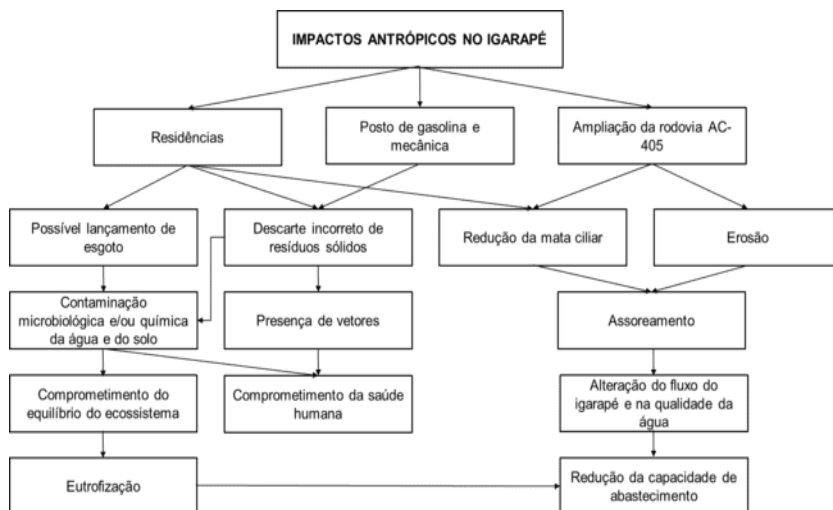 IMPACTOS ANTRÓPICOS NO IGARAPÉ
Residências
Posto de gasolina e
mecânica
Ampliação da rodovia AC-
405
Possível lançamento de
esgoto
Descarte incorreto de
resíduos sólidos
Redução da mata ciliar
Erosão
Contaminação
microbiológica e/ou química
da água e do solo
Presença de vetores
Assoreamento
Comprometimento do
equilíbrio do ecossistema
Comprometimento da saúde
humana
Alteração do fluxo do
igarapé e na qualidade da
água
Eutrofização
Redução da capacidade de
abastecimento